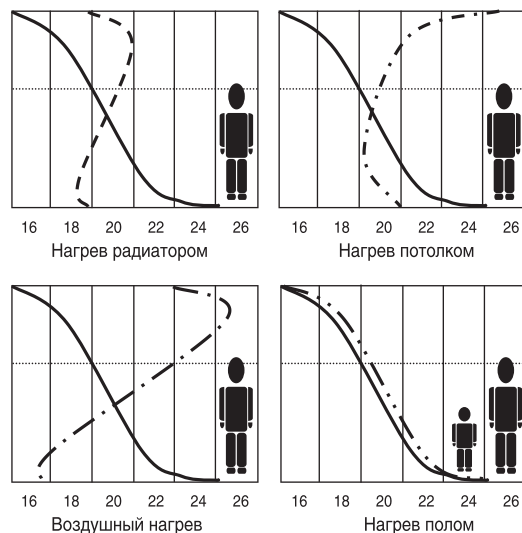 16 18 20 22 24 26
Нагрев радиатором
16 18 20 22 24 26
Нагрев потолком
16 18 20 22 24 26
Воздушный нагрев
16 18 20 22 24 26
Нагрев полом